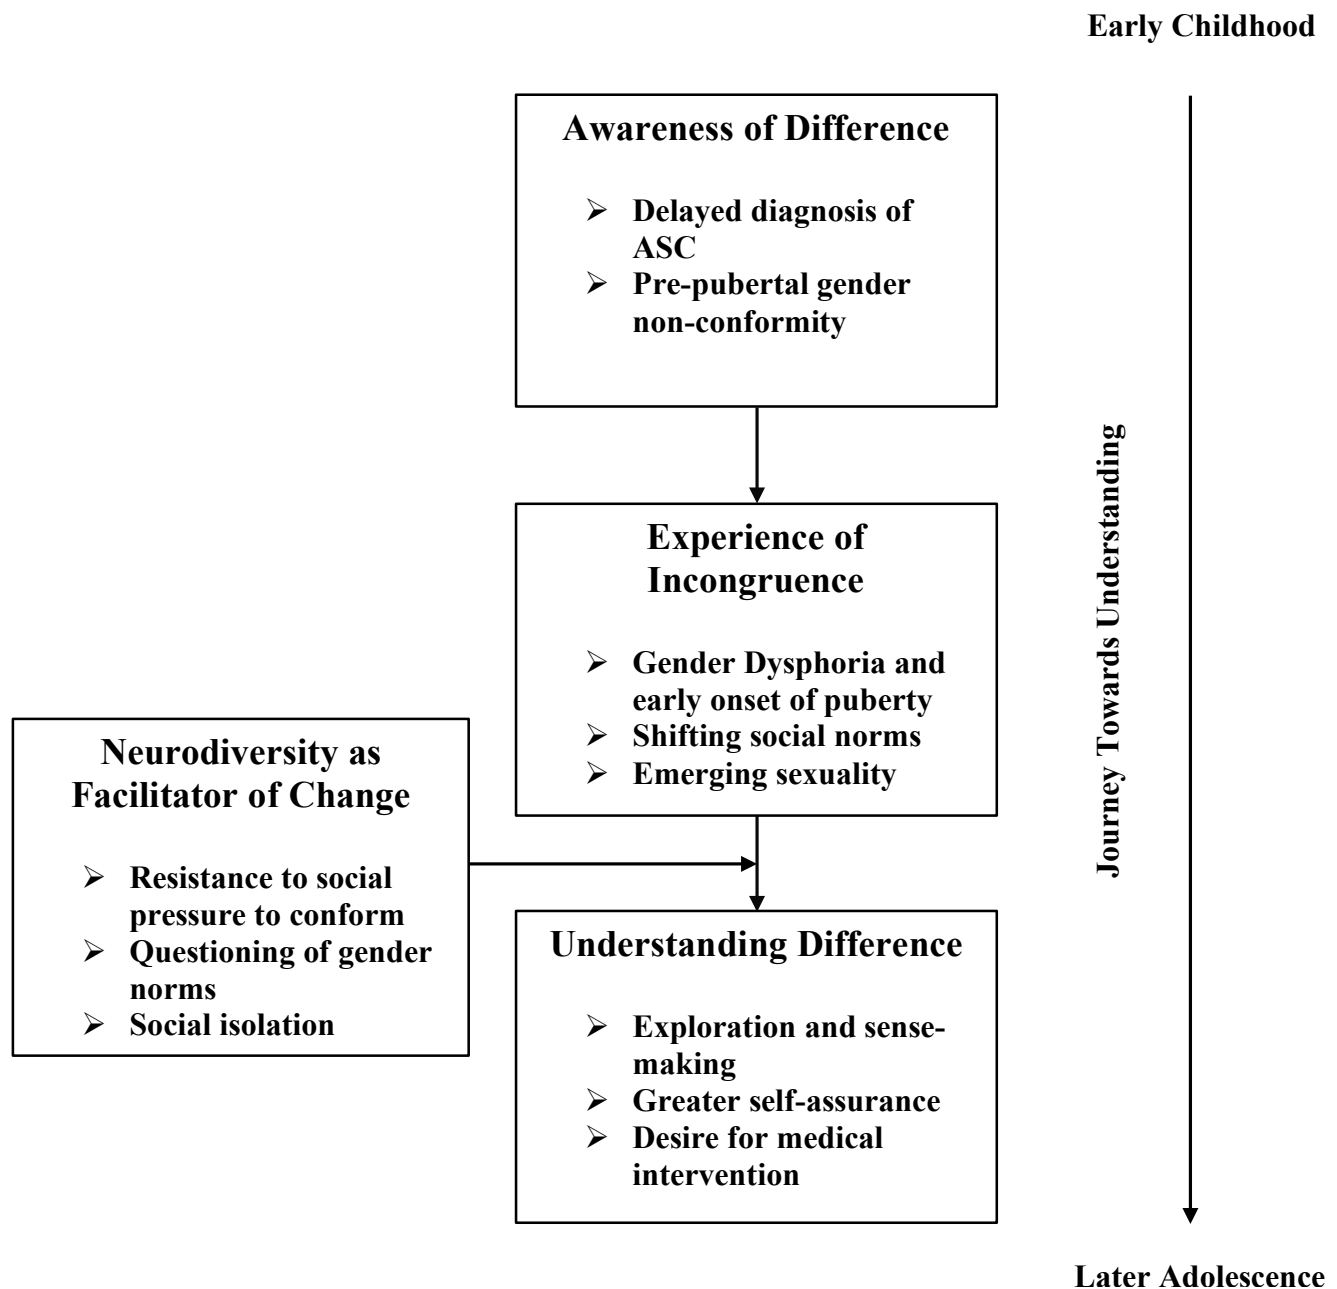 Early Childhood
Awareness of Difference
➢ Delayed diagnosis of
ASC
➢ Pre-pubertal gender
non-conformity
Experience of
Incongruence
➢ Gender Dysphoria and
early onset of puberty
➢ Shifting social norms
➢ Emerging sexuality
Neurodiversity as
Facilitator of Change
➢ Resistance to social
pressure to conform
➢ Questioning of gender
norms
➢ Social isolation
Understanding Difference
➢ Exploration and sense-
making
➢ Greater self-assurance
➢ Desire for medical
intervention
Journey Towards Understanding
Later Adolescence